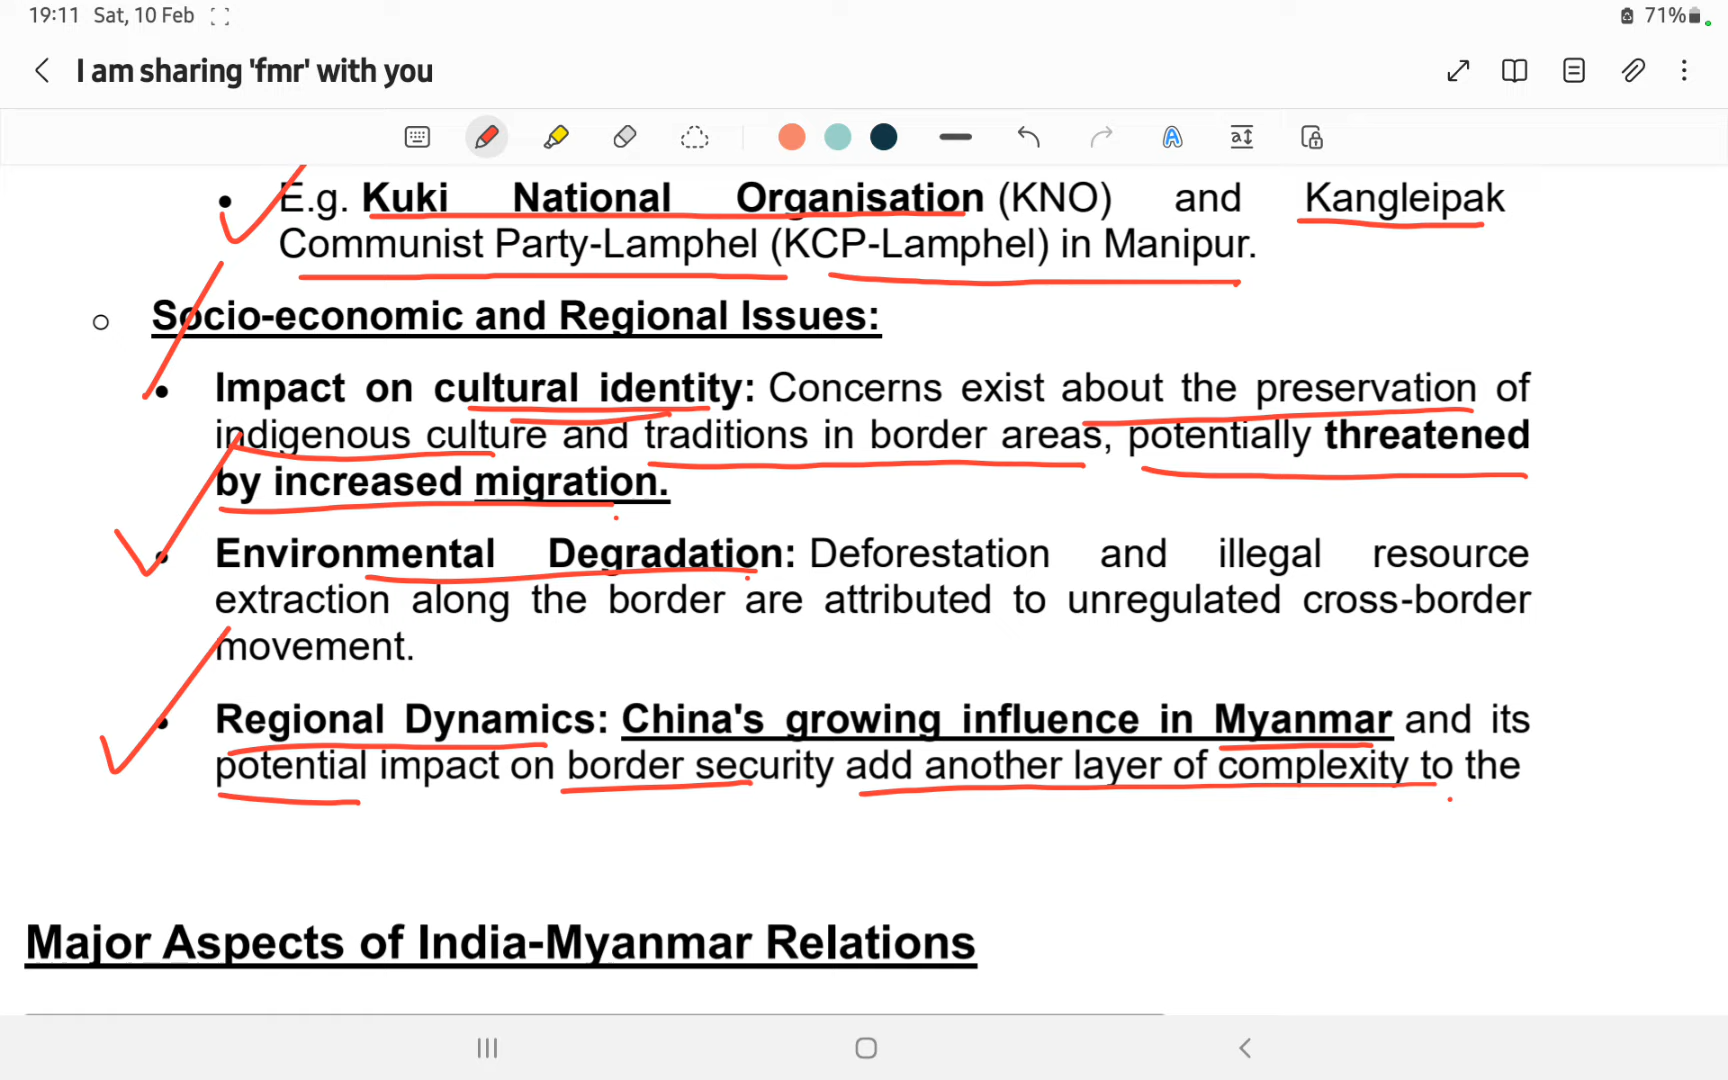 19:11 Sat, 10 Feb
71%
I am sharing 'fmr' with you
E.g. Kuki National Organisation (KNO) and Kangleipak
Communist Party-Lamphel (KCP-Lamphel) in Manipur.
Socio-economic and Regional Issues:
Impact on cultural identity: Concerns exist about the preservation of
indigenous culture and traditions in border areas, potentially threatened
by increased migration.
Environmental Degradation: Deforestation and illegal resource
extraction along the border are attributed to unregulated cross-border
movement.
Regional Dynamics: China's growing influence in Myanmar and its
potential impact on border security add another layer of complexity to the
Major Aspects of India-Myanmar Relations